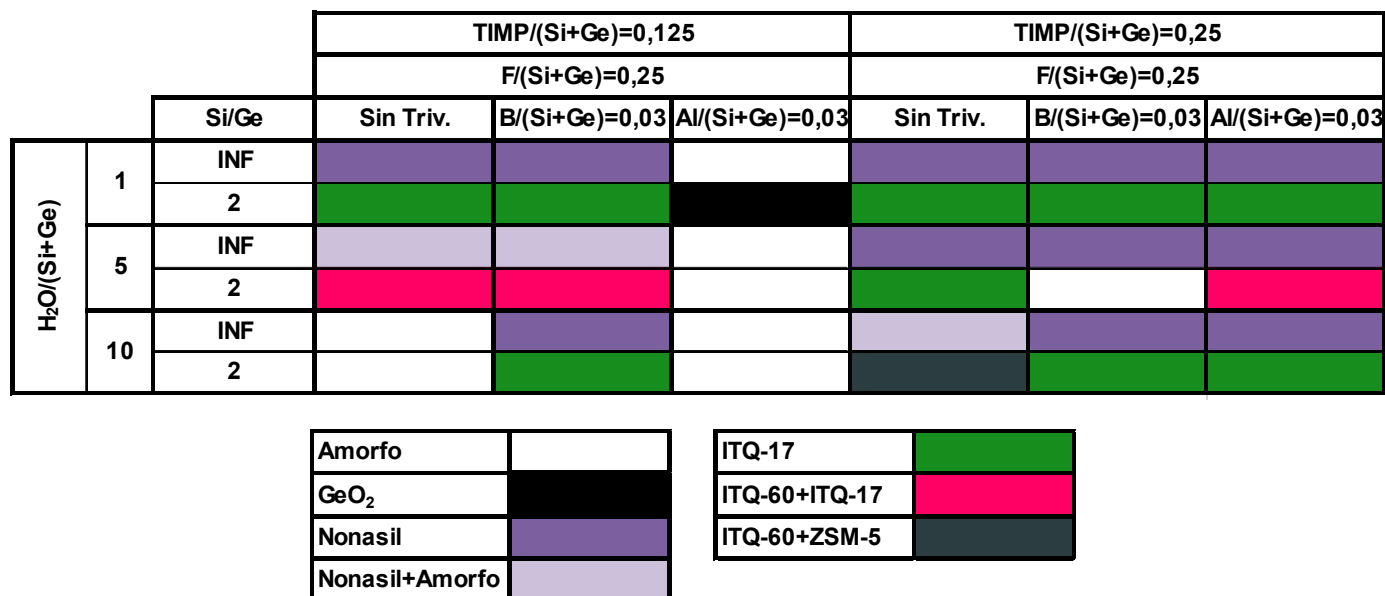 TIMP/(Si+Ge)=0,125 TIMP/(Si+Ge)=0,25
F/(Si+Ge)=0,25 F/(Si+Ge)=0,25
Si/Ge Sin Triv. B/(Si+Ge)=0,03 Al/(Si+Ge)=0,03 Sin Triv. B/(Si+Ge)=0,03 Al/(Si+Ge)=0,03
H₂O/(Si+Ge)
1 INF
2
5 INF
2
10 INF
2
Amorfo ITQ-17
GeO₂ ITQ-60+ITQ-17
Nonasil ITQ-60+ZSM-5
Nonasil+Amorfo